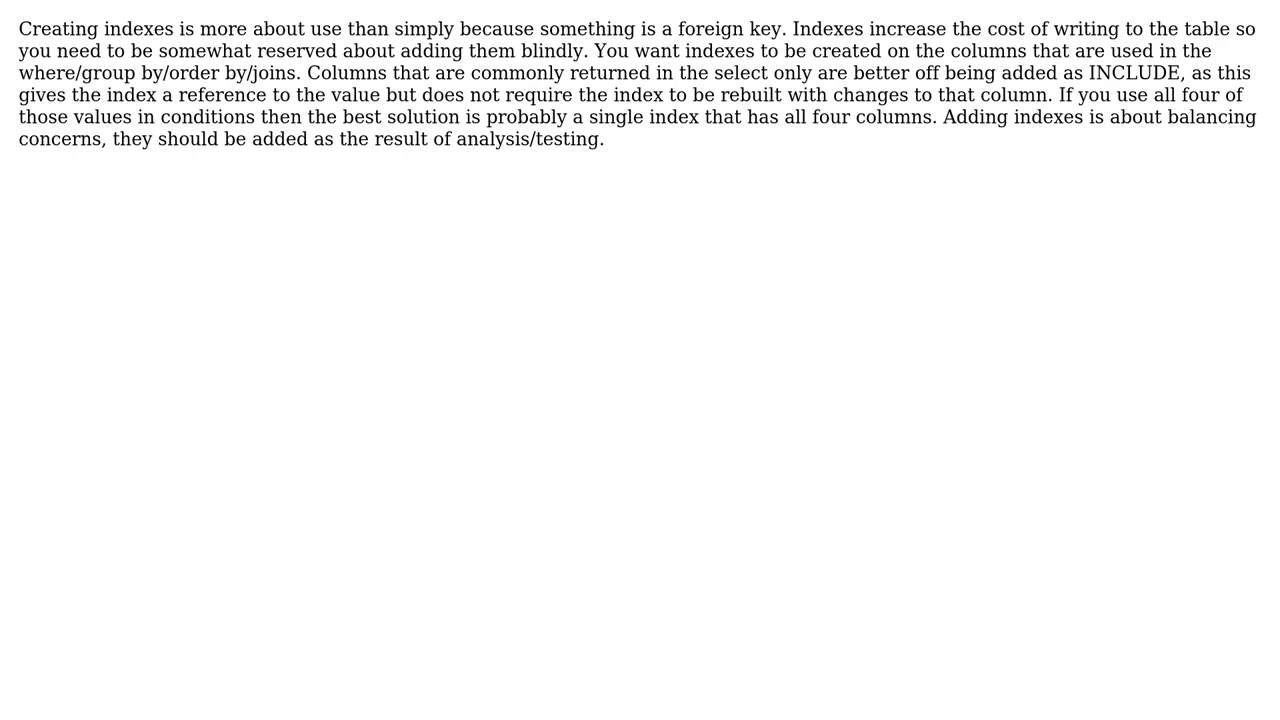 Creating indexes is more about use than simply because something is a foreign key. Indexes increase the cost of writing to the table so
you need to be somewhat reserved about adding them blindly. You want indexes to be created on the columns that are used in the
where/group by/order by/joins. Columns that are commonly returned in the select only are better off being added as INCLUDE, as this
gives the index a reference to the value but does not require the index to be rebuilt with changes to that column. If you use all four of
those values in conditions then the best solution is probably a single index that has all four columns. Adding indexes is about balancing
concerns, they should be added as the result of analysis/testing.